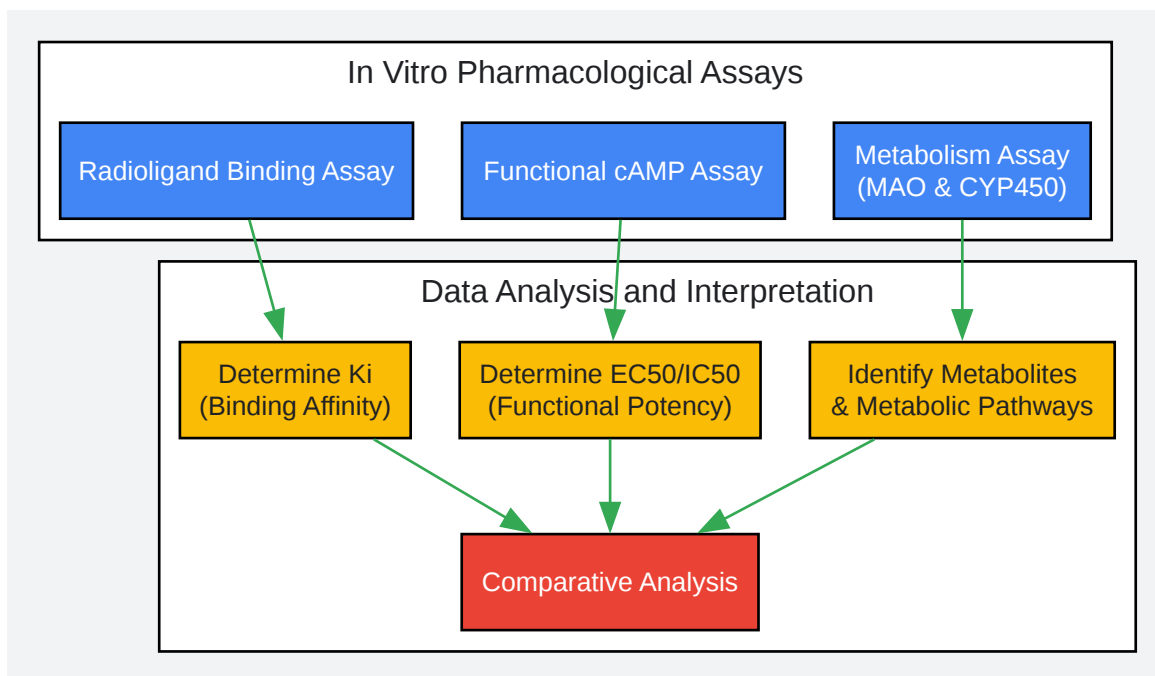 In Vitro Pharmacological Assays
Radioligand Binding Assay
Functional cAMP Assay
Metabolism Assay
(MAO & CYP450)
Data Analysis and Interpretation
Determine Ki
(Binding Affinity)
Determine EC50/IC50
(Functional Potency)
Identify Metabolites
& Metabolic Pathways
Comparative Analysis